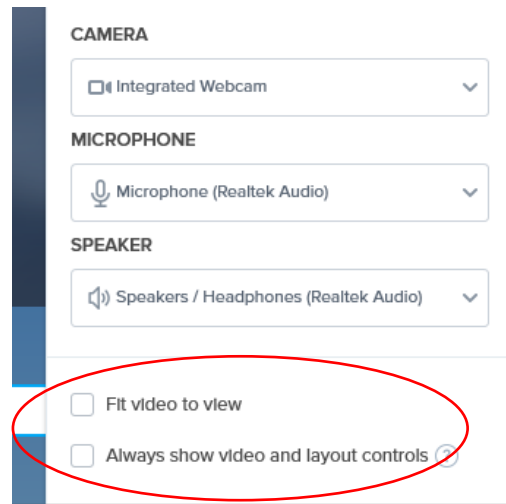 CAMERA
Integrated Webcam
MICROPHONE
Microphone (Realtek Audio)
SPEAKER
Speakers / Headphones (Realtek Audio)
Fit video to view
Always show video and layout controls ?